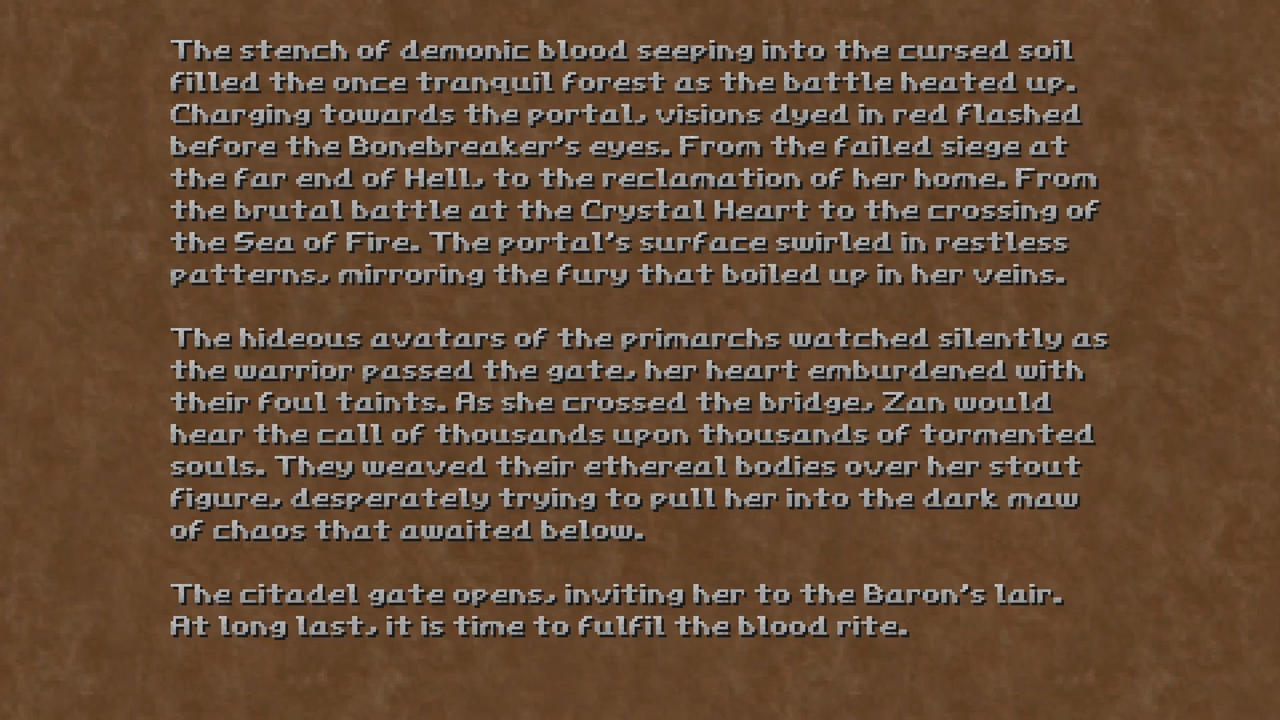 The stench of demonic blood seeping into the cursed soil
filled the once tranquil forest as the battle heated up.
Charging towards the portal, visions dyed in red flashed
before the Bonebreaker's eyes. From the failed siege at
the far end of Hell, to the reclamation of her home. From
the brutal battle at the Crystal Heart to the crossing of
the Sea of Fire. The portal's surface swirled in restless
patterns, mirroring the fury that boiled up in her veins.
The hideous avatars of the primarchs watched silently as
the warrior passed the gate, her heart emburdened with
their foul taints. As she crossed the bridge, Zan would
hear the call of thousands upon thousands of tormented
souls. They weaved their ethereal bodies over her stout
figure, desperately trying to pull her into the dark maw
of chaos that awaited below.
The citadel gate opens, inviting her to the Baron's lair.
At long last, it is time to fulfil the blood rite.